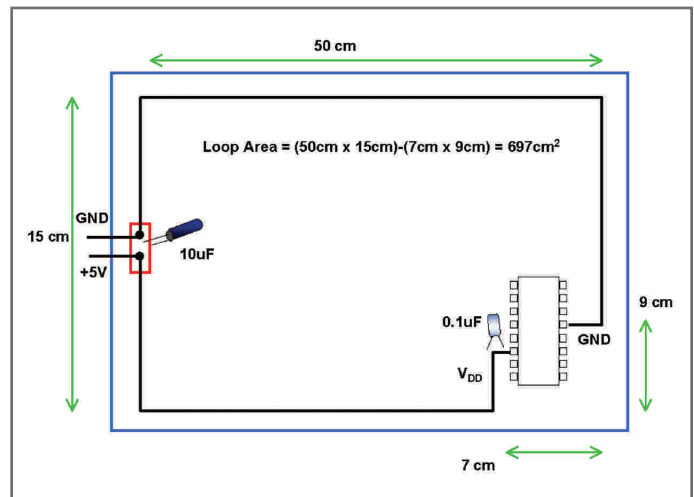 50 cm
Loop Area = (50cm x 15cm)-(7cm x 9cm) = 697cm²
GND
15 cm
+5V
10uF
0.1uF
9 cm
GND
VDD
7 cm